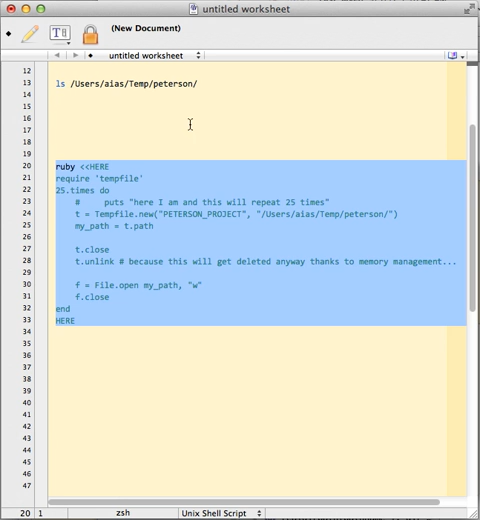 untitled worksheet
(New Document)
untitled worksheet
12
13 ls /Users/aias/Temp/peterson/
14
15
16
17
18
19
20 ruby <<HERE
21 require 'tempfile'
22 25.times do
23 #     puts "here I am and this will repeat 25 times"
24 t = Tempfile.new("PETERSON_PROJECT", "/Users/aias/Temp/peterson/")
25 my_path = t.path
26
27 t.close
28 t.unlink # because this will get deleted anyway thanks to memory management...
29
30 f = File.open my_path, "w"
31 f.close
32 end
33 HERE
34
35
36
37
38
39
40
41
42
43
44
45
46
47
20 1 zsh Unix Shell Script